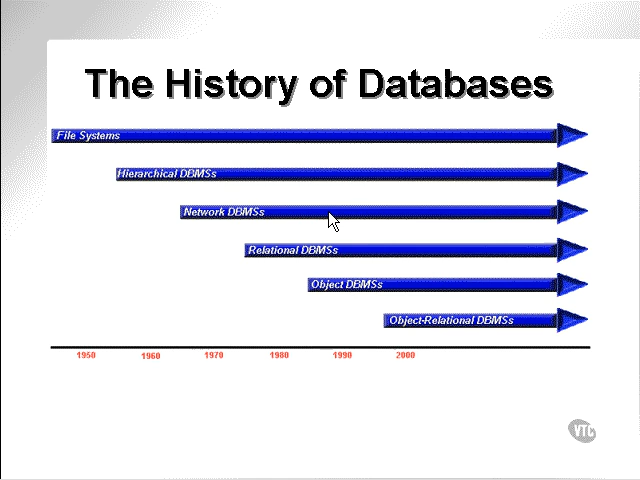 The History of Databases
File Systems
Hierarchical DBMSs
Network DBMSs
Relational DBMSs
Object DBMSs
Object-Relational DBMSs
1950 1960 1970 1980 1990 2000
VTC